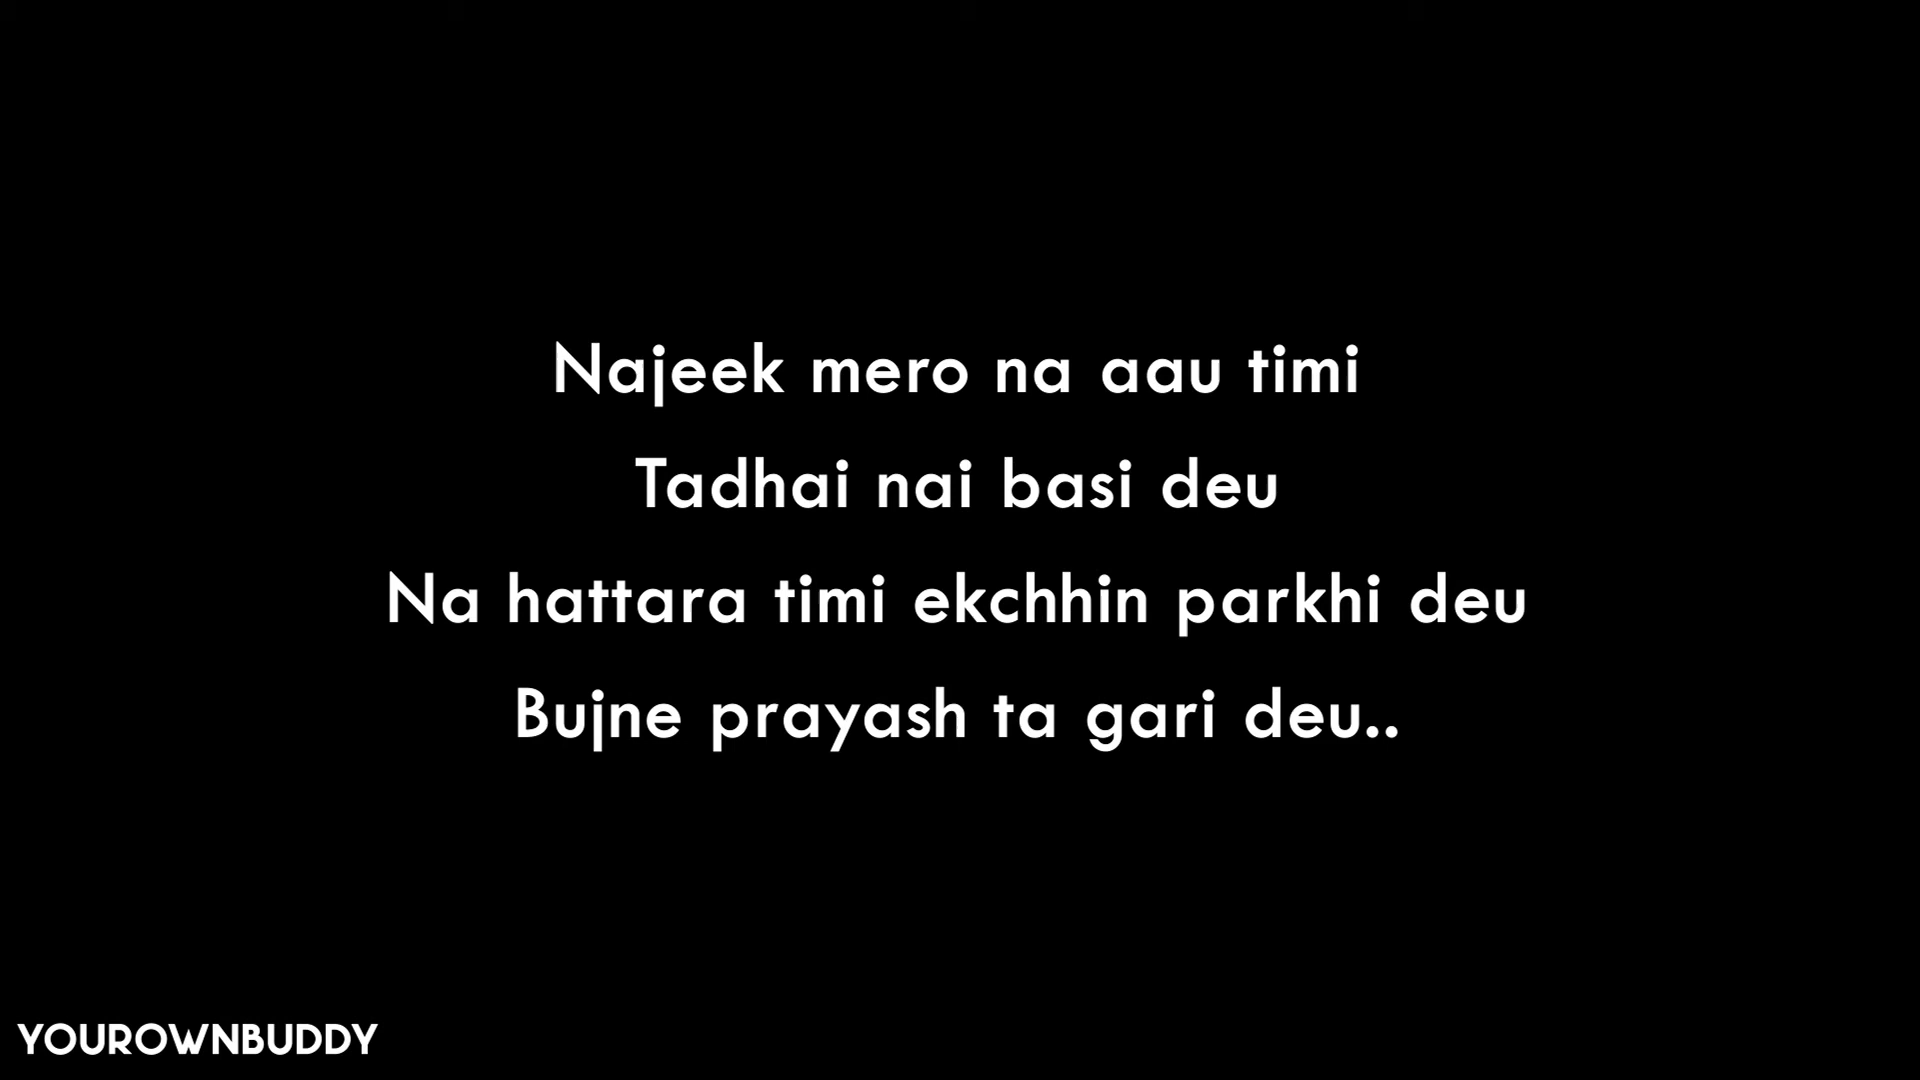 Najeek mero na aau timi
Tadhai nai basi deu
Na hattara timi ekchhin parkhi deu
Bujne prayash ta gari deu..
YOUROWNBUDDY